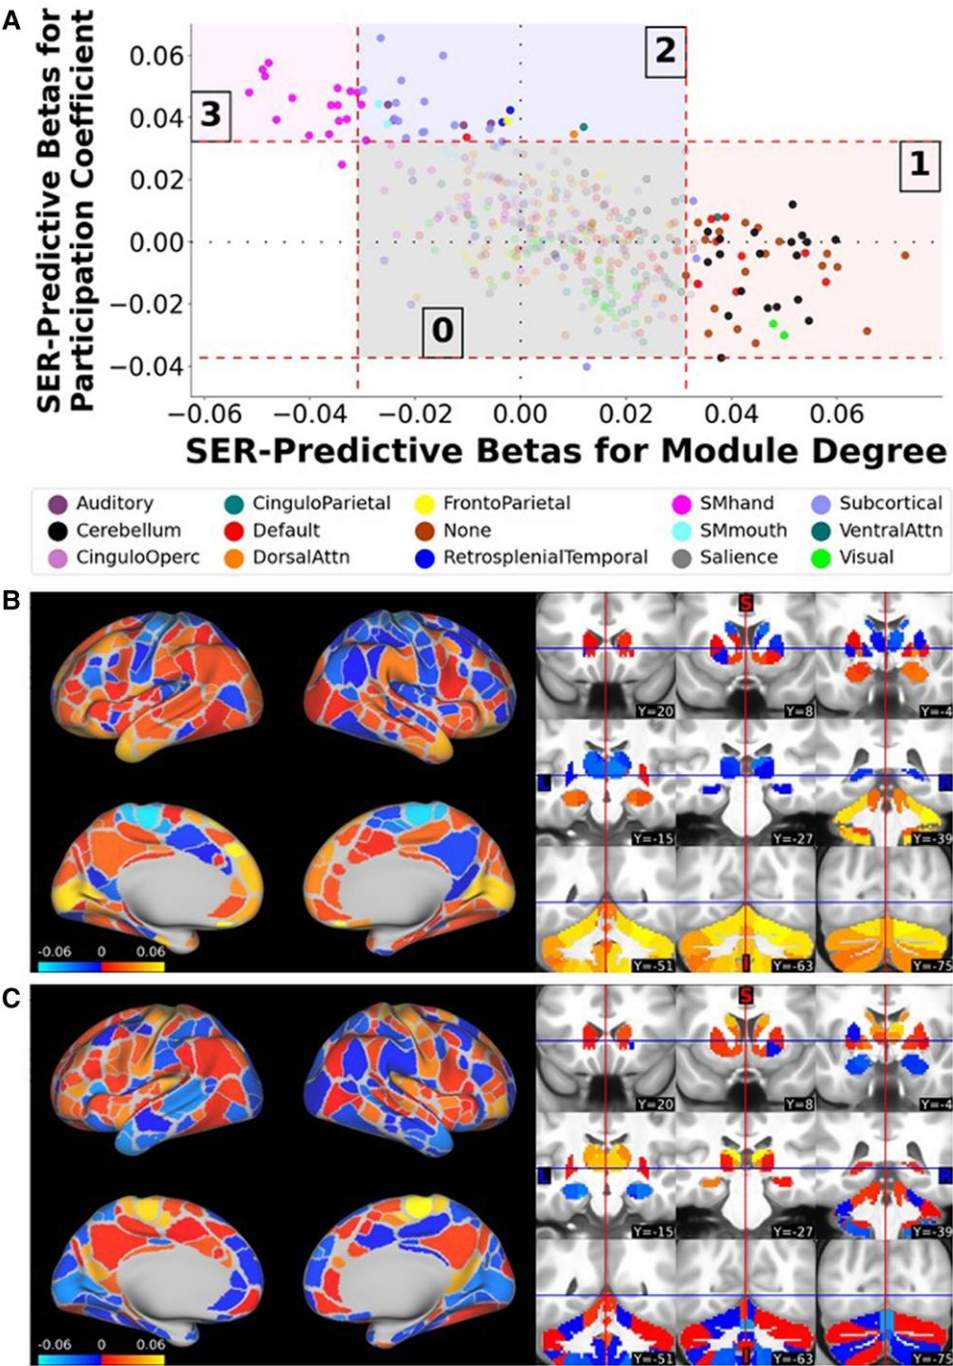 A
SER-Predictive Betas for
Participation Coefficient
0.06
0.04
0.02
0.00
−0.02
−0.04
3
2
1
0
−0.06 −0.04 −0.02 0.00 0.02 0.04 0.06
SER-Predictive Betas for Module Degree
Auditory CinguloParietal FrontoParietal SMhand Subcortical
Cerebellum Default None SMmouth VentralAttn
CinguloOperc DorsalAttn RetrosplenialTemporal Salience Visual
B
S
Y=20 Y=8 Y=-4
L R
Y=-15 Y=-27 Y=-39
-0.06 0 0.06
I
Y=-51 Y=-63 Y=-75
C
S
Y=20 Y=8 Y=-4
L R
Y=-15 Y=-27 Y=-39
-0.06 0 0.06
I
Y=-51 Y=-63 Y=-75